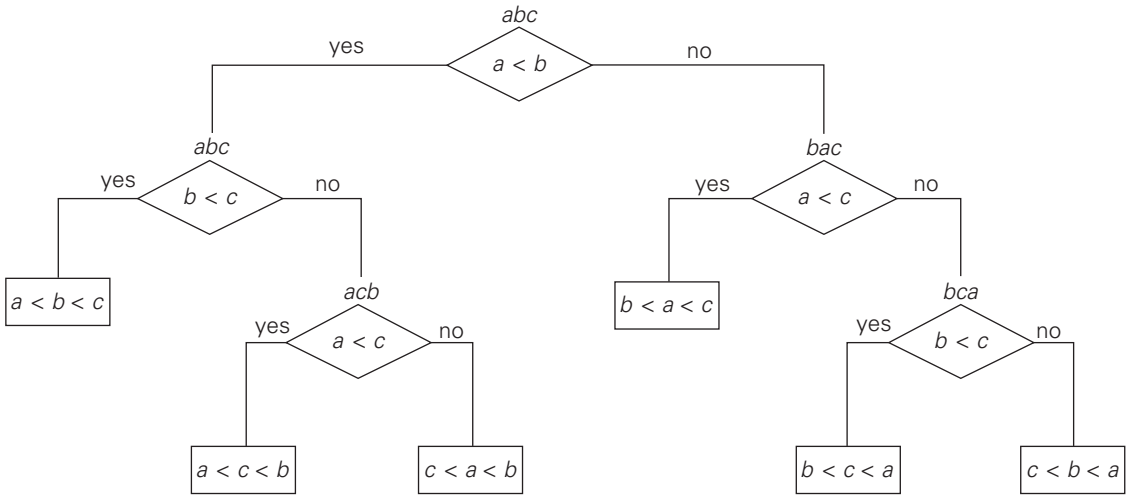 abc
yes
a < b
no
abc
bac
yes
b < c
no
yes
a < c
no
a < b < c
acb
b < a < c
bca
yes
a < c
no
yes
b < c
no
a < c < b
c < a < b
b < c < a
c < b < a